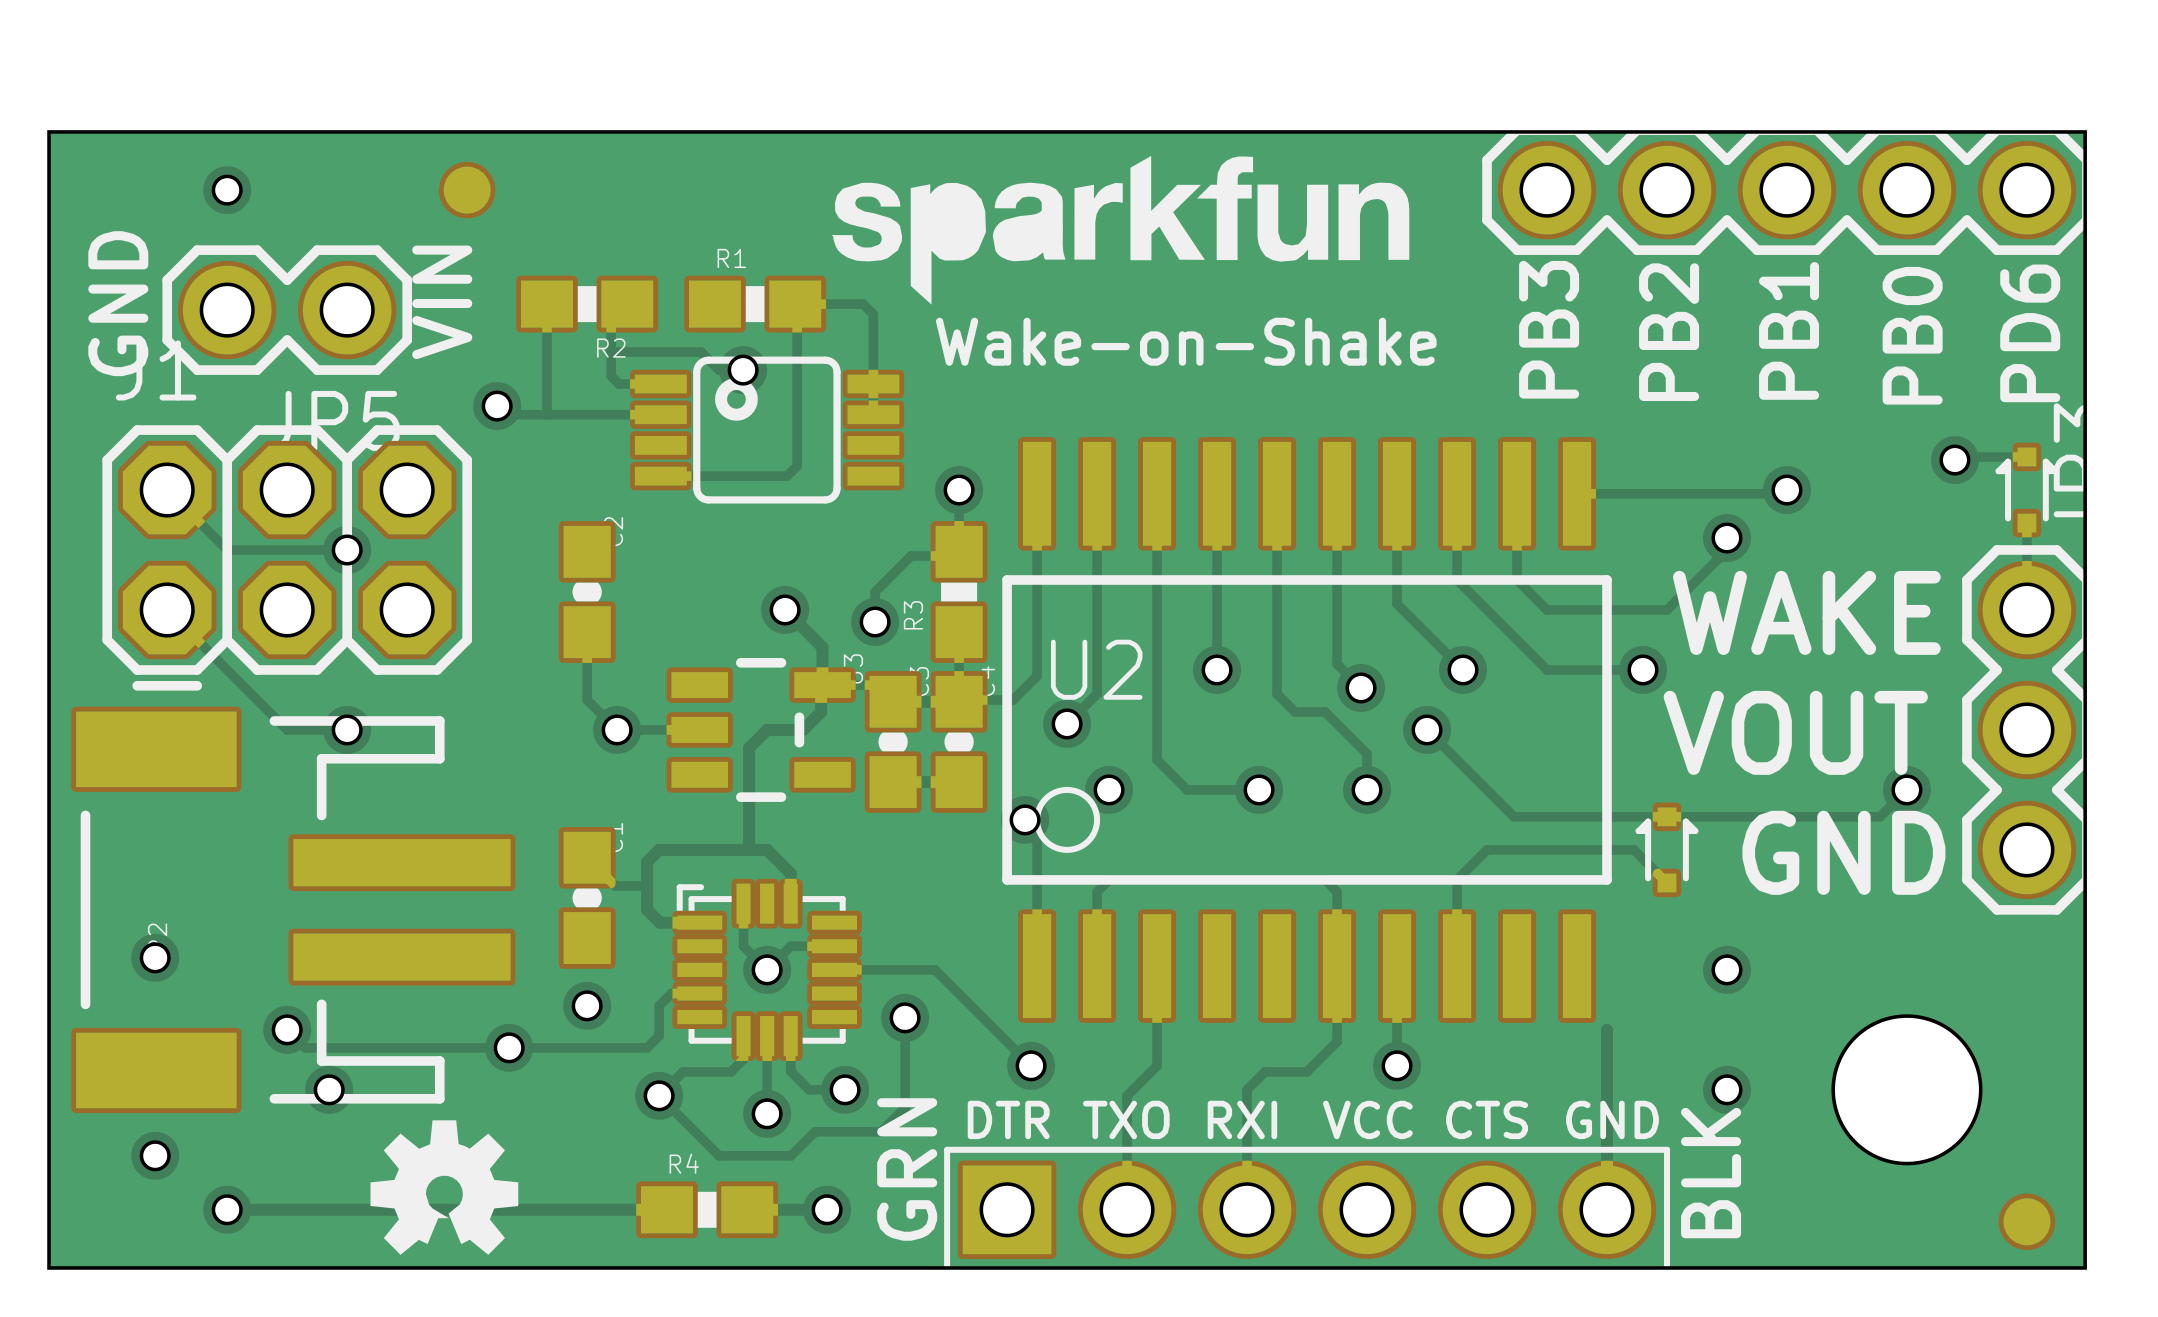 sparkfun
Wake-on-Shake
GND
VIN
J1
JP5
R1
R2
PB3
PB2
PB1
PB0
PD6
R3
U2
WAKE
VOUT
GND
DTR TXO RXI VCC CTS GND
GRN
BLK
R4